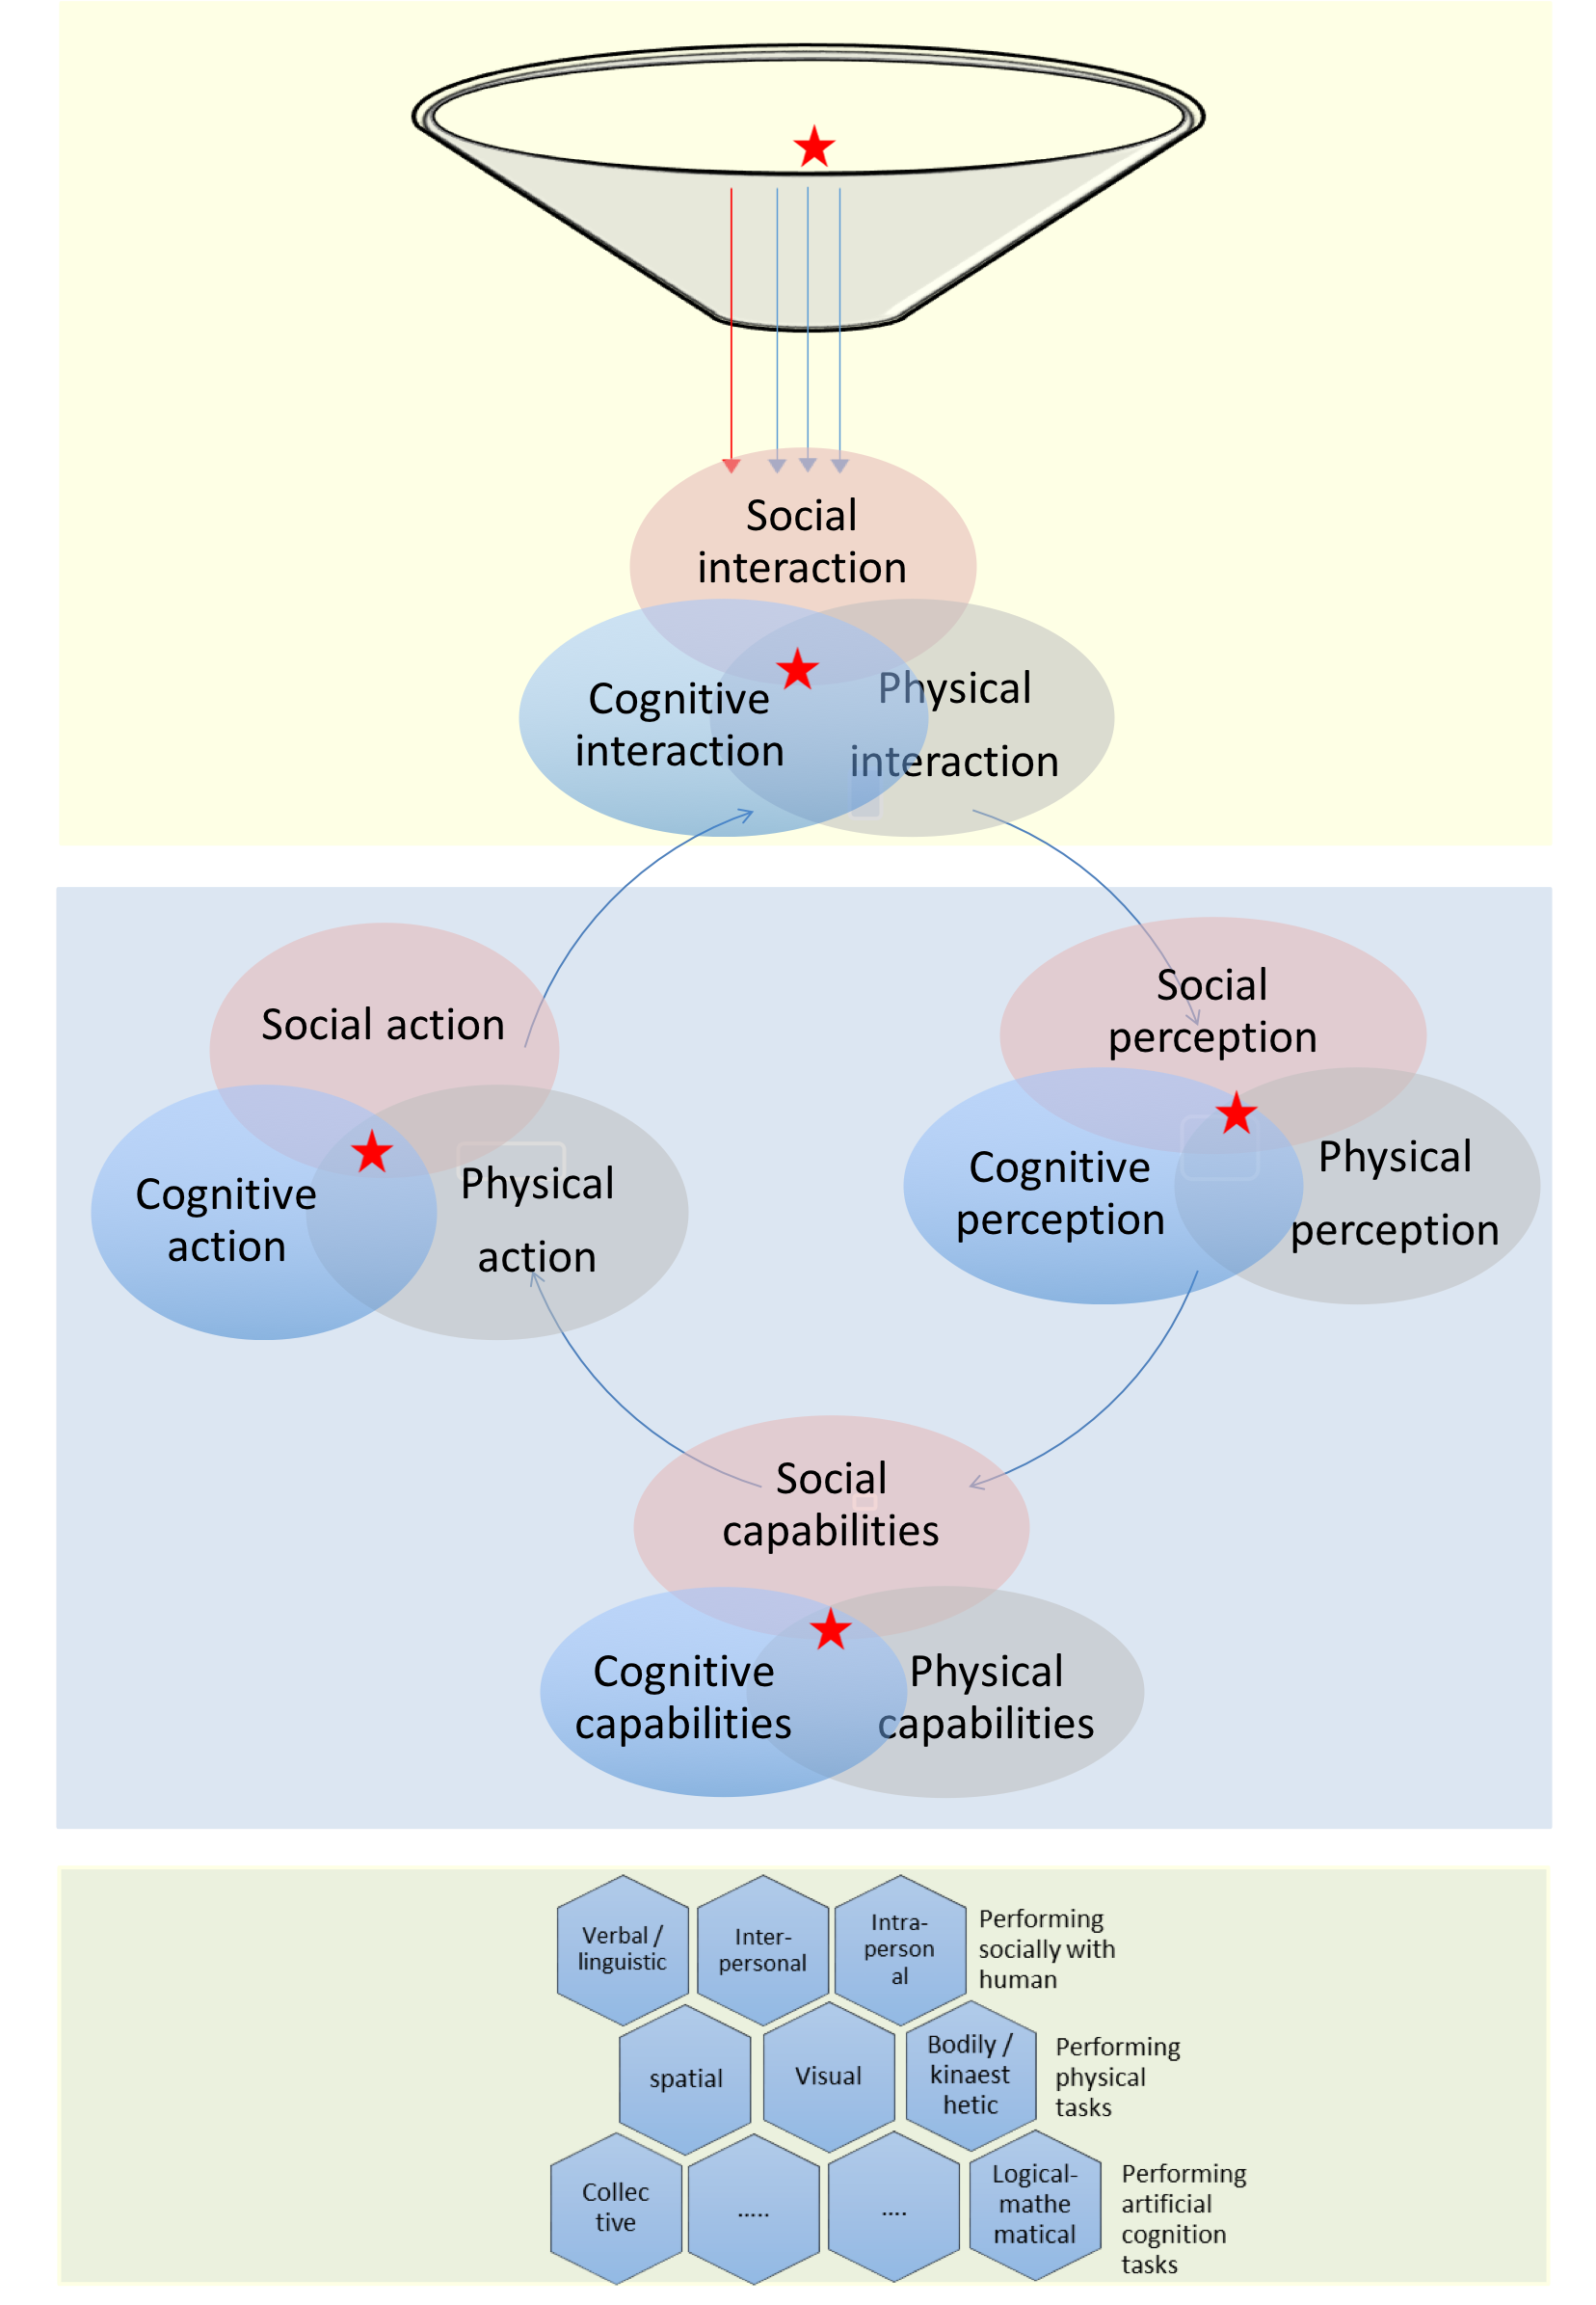 Social
interaction
Cognitive
interaction
Physical
interaction
Social action
Cognitive
action
Physical
action
Social
perception
Cognitive
perception
Physical
perception
Social
capabilities
Cognitive
capabilities
Physical
capabilities
Verbal /
linguistic
Inter-
personal
Intra-
person
al
Performing
socially with
human
spatial
Visual
Bodily /
kinaest
hetic
Performing
physical
tasks
Collec
tive
.....
....
Logical-
mathe
matical
Performing
artificial
cognition
tasks